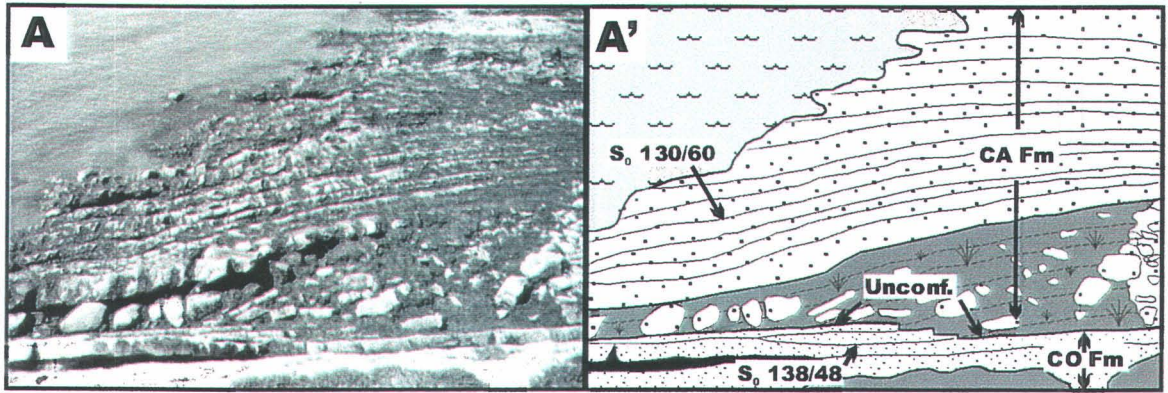 A
A'
S₀ 130/60
CA Fm
Unconf.
CO Fm
S₀ 138/48